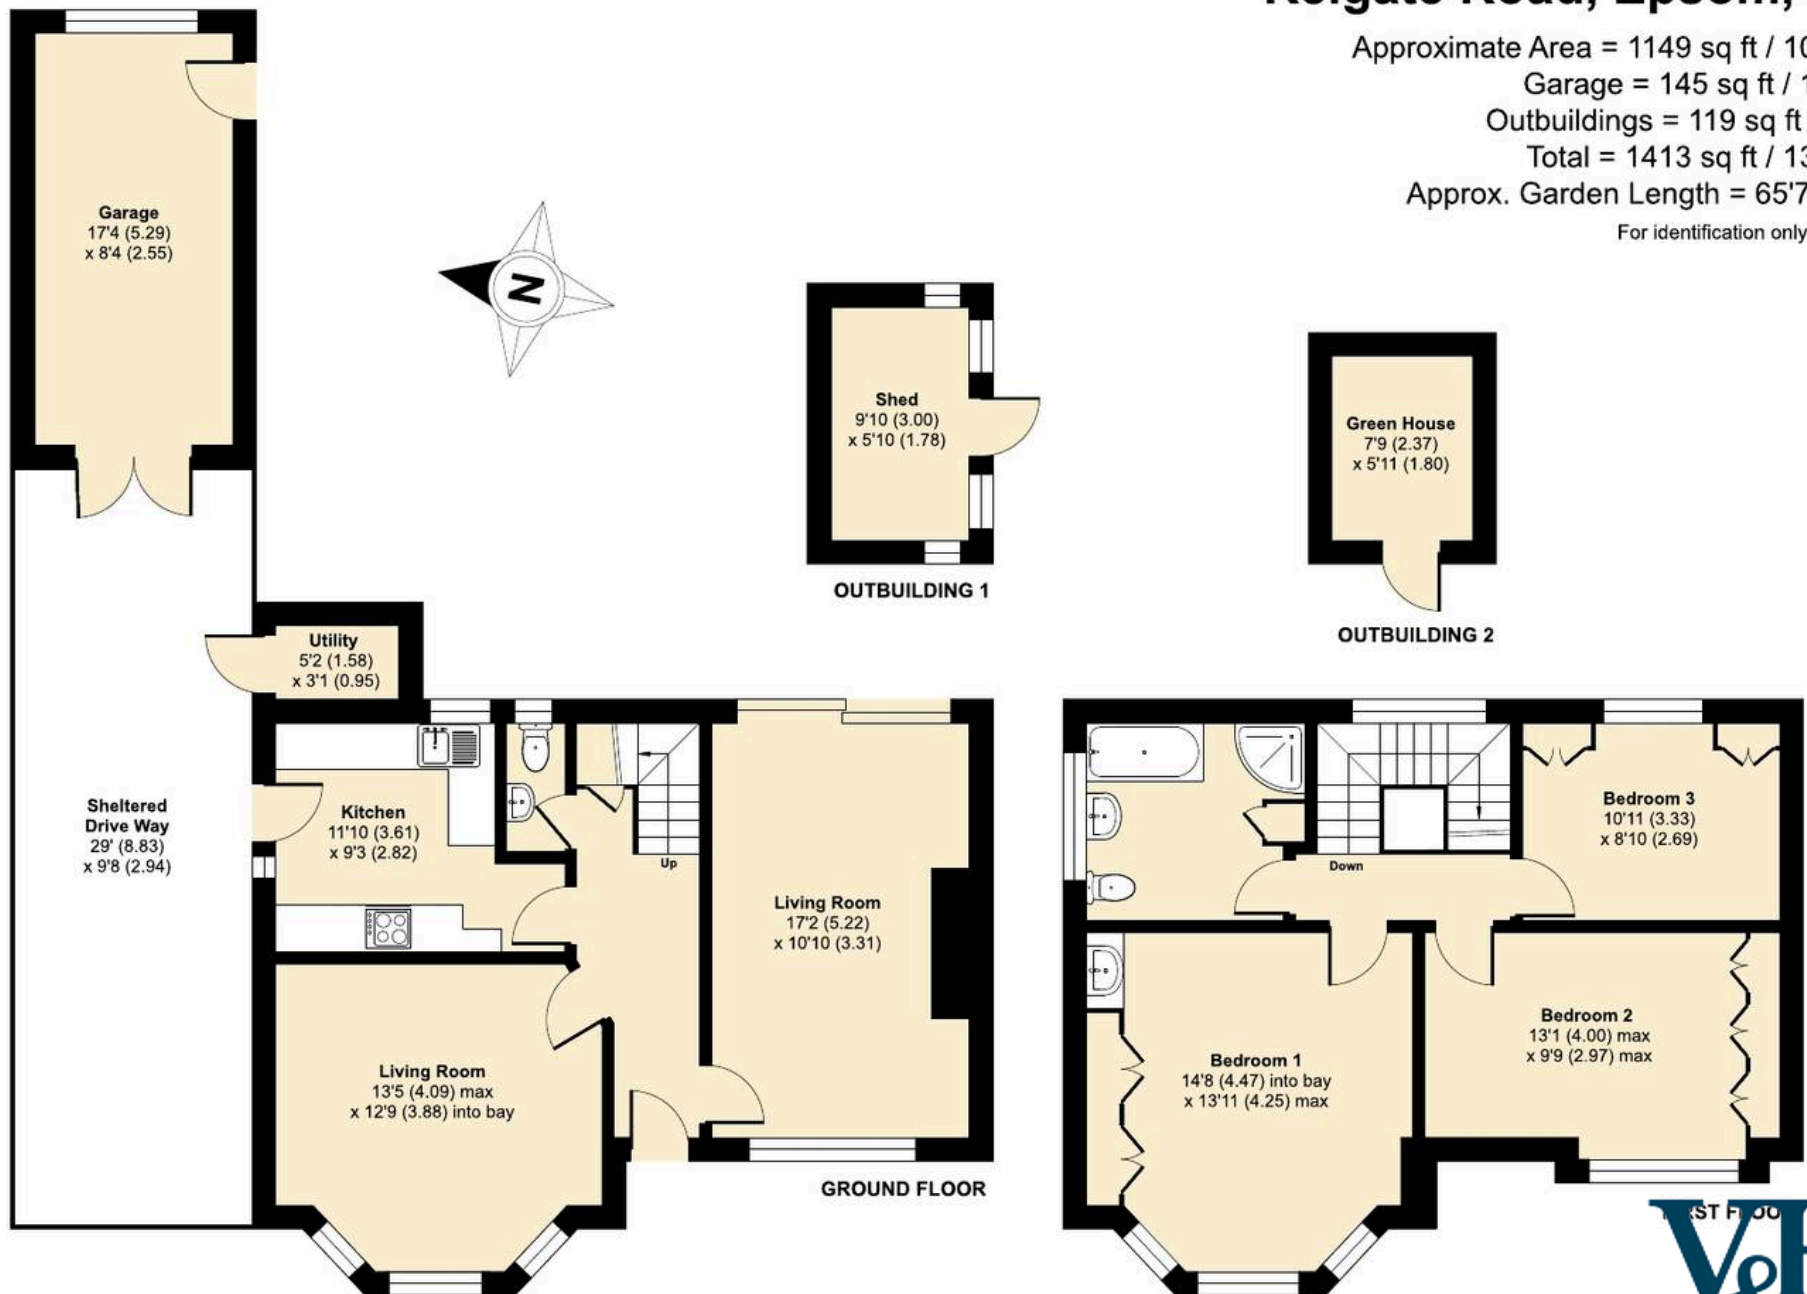 Road, Epsom,
Approximate Area = 1149 sq ft /
Garage = 145 sq ft /
Outbuildings = 119 sq ft
Total = 1413 sq ft /
Approx. Garden Length = 65'7
For identification only
Garage
17'4 (5.29)
x 8'4 (2.55)
N
Shed
9'10 (3.00)
x 5'10 (1.78)
OUTBUILDING 1
Green House
7'9 (2.37)
x 5'11 (1.80)
OUTBUILDING 2
Utility
5'2 (1.58)
x 3'1 (0.95)
Sheltered
Drive Way
29' (8.83)
x 9'8 (2.94)
Kitchen
11'10 (3.61)
x 9'3 (2.82)
Up
Living Room
17'2 (5.22)
x 10'10 (3.31)
Living Room
13'5 (4.09) max
x 12'9 (3.88) into bay
GROUND FLOOR
Down
Bedroom 3
10'11 (3.33)
x 8'10 (2.69)
Bedroom 1
14'8 (4.47) into bay
x 13'11 (4.25) max
Bedroom 2
13'1 (4.00) max
x 9'9 (2.97) max